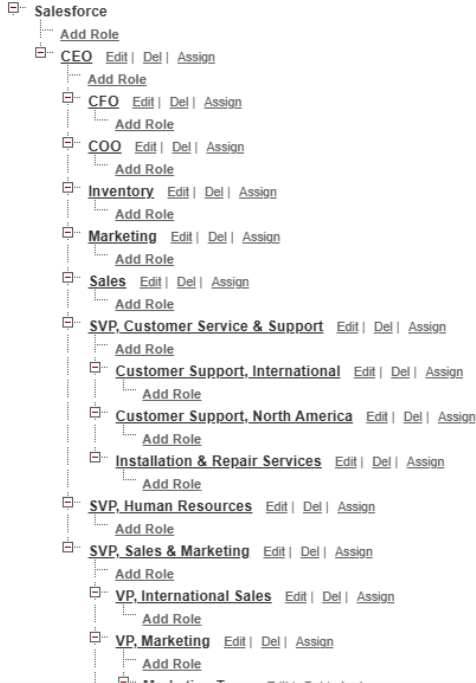 Salesforce
Add Role
CEO Edit | Del | Assign
Add Role
CFO Edit | Del | Assign
Add Role
COO Edit | Del | Assign
Add Role
Inventory Edit | Del | Assign
Add Role
Marketing Edit | Del | Assign
Add Role
Sales Edit | Del | Assign
Add Role
SVP, Customer Service & Support Edit | Del | Assign
Add Role
Customer Support, International Edit | Del | Assign
Add Role
Customer Support, North America Edit | Del | Assign
Add Role
Installation & Repair Services Edit | Del | Assign
Add Role
SVP, Human Resources Edit | Del | Assign
Add Role
SVP, Sales & Marketing Edit | Del | Assign
Add Role
VP, International Sales Edit | Del | Assign
Add Role
VP, Marketing Edit | Del | Assign
Add Role